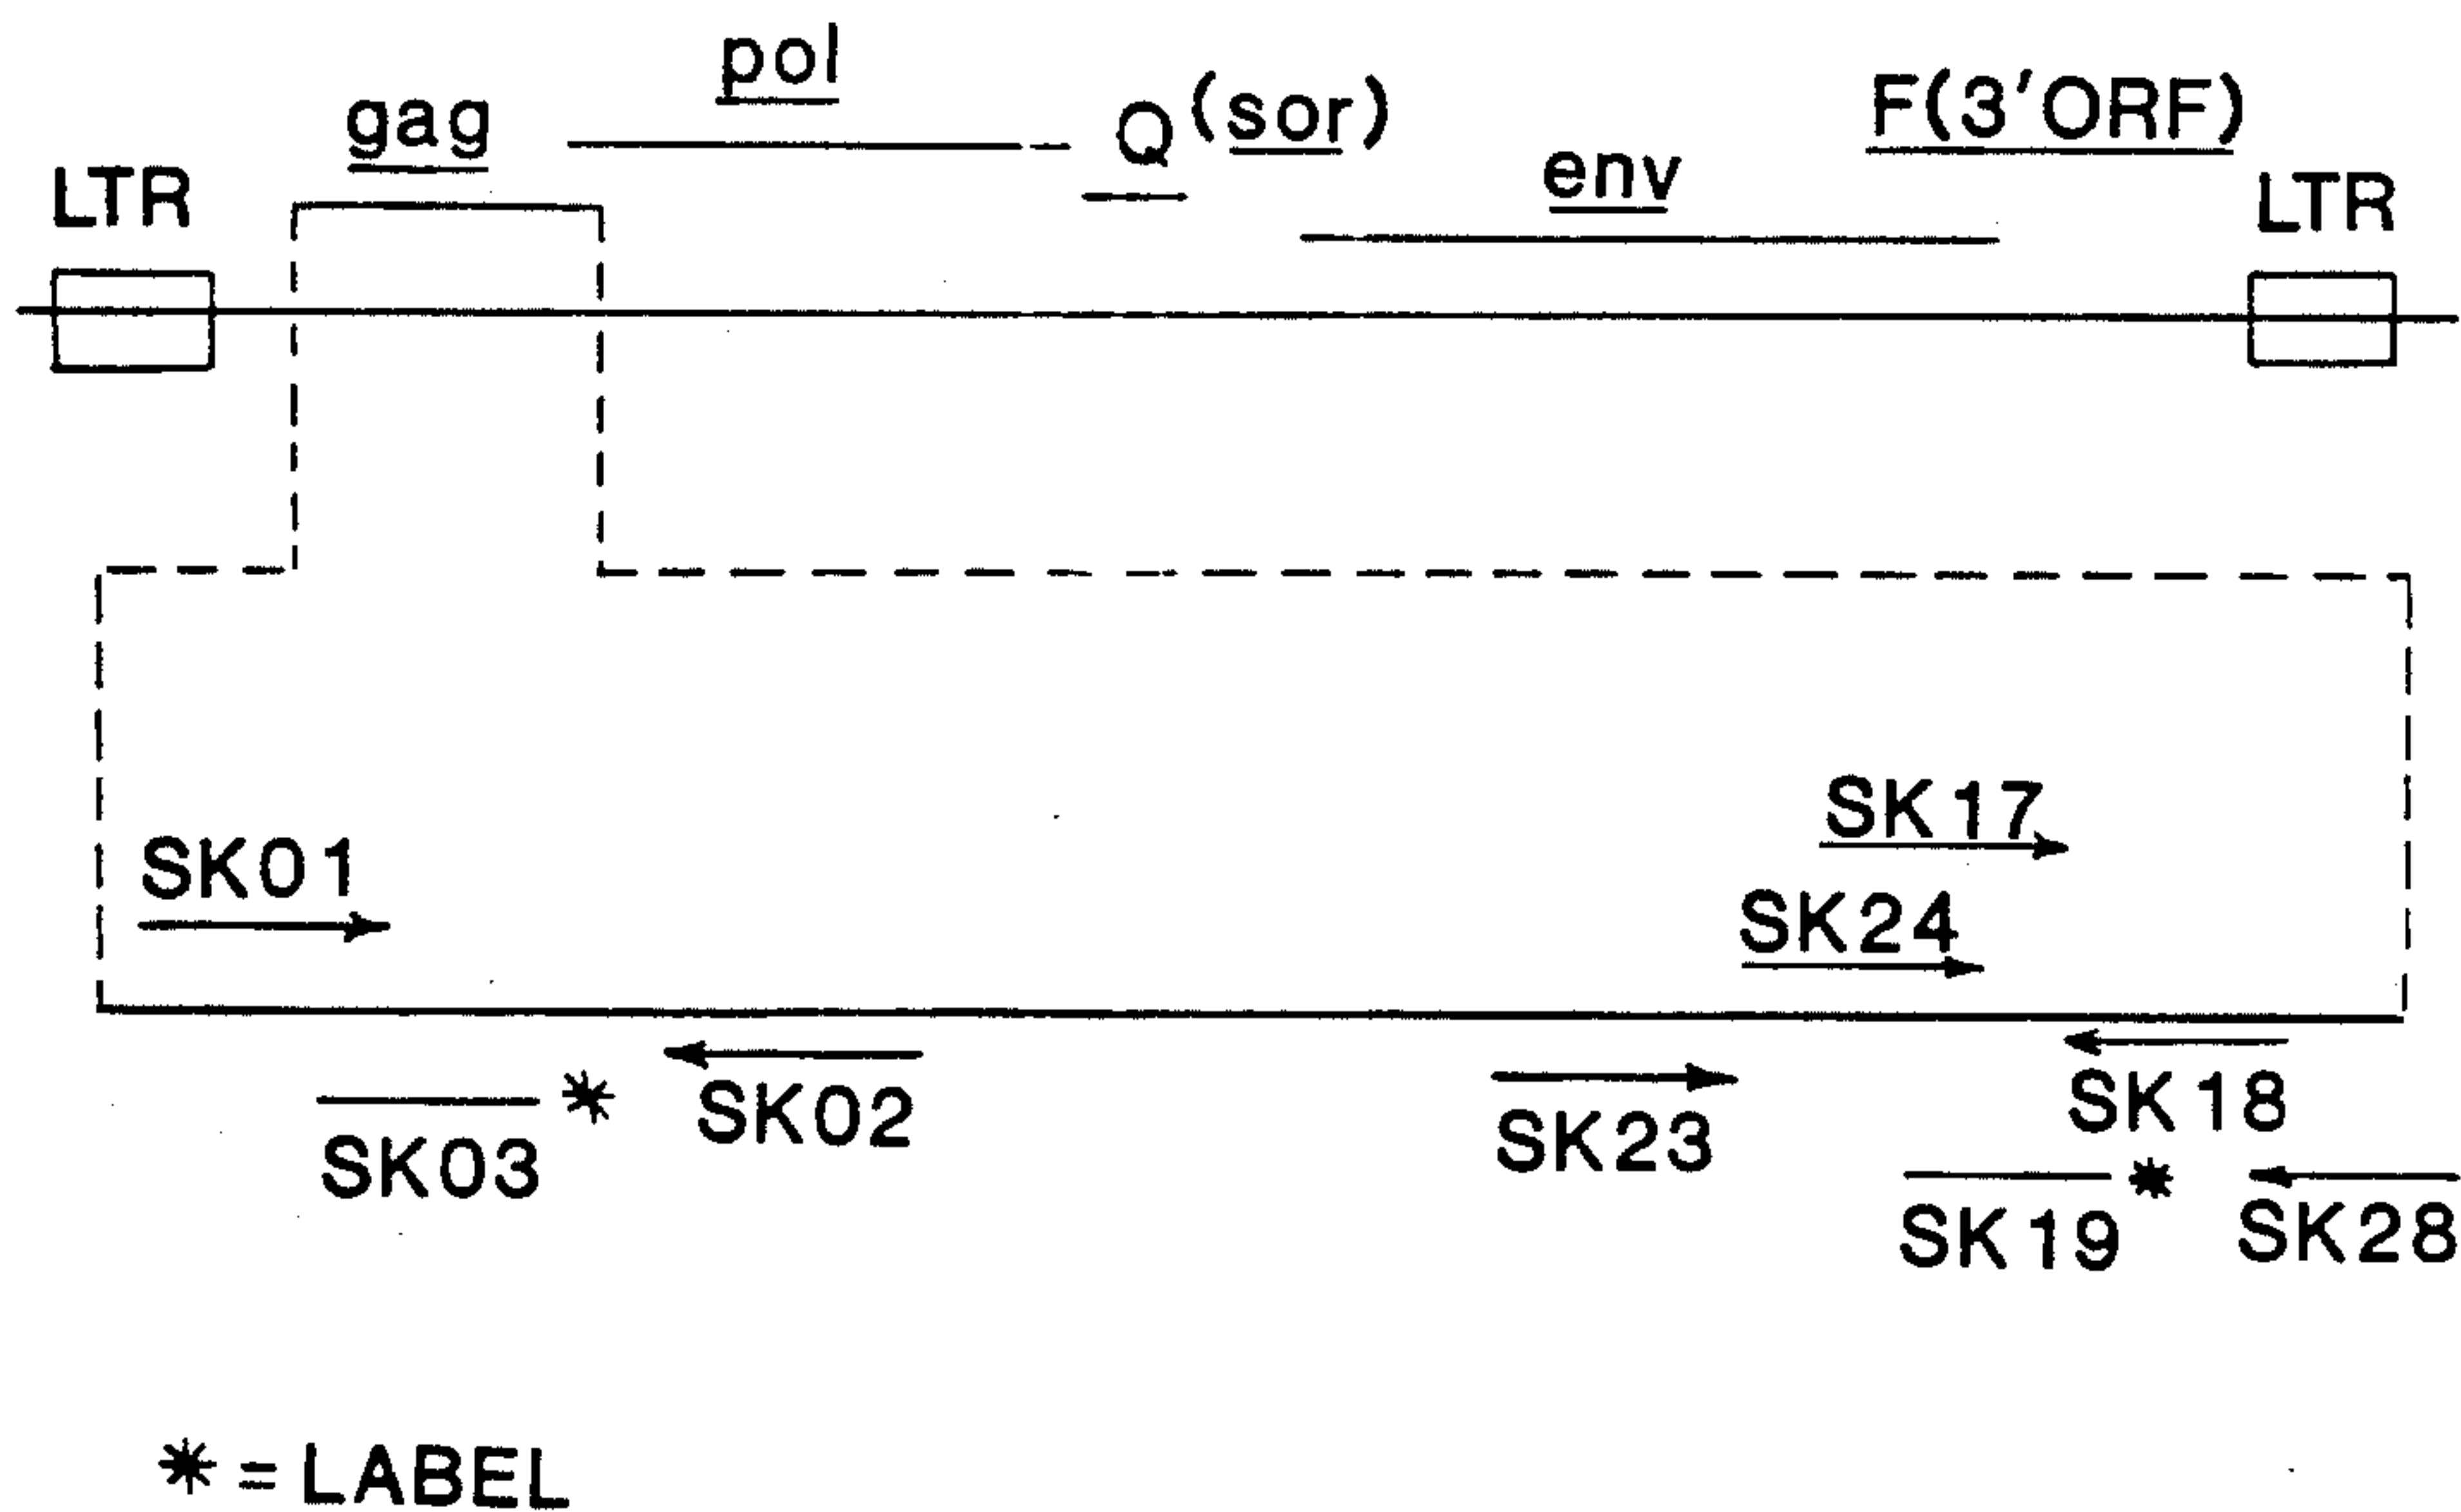 pol
gag
Q(sor)
F(3'ORF)
LTR
env
LTR
SK17
SK01
SK24
SK02
SK18
SK03
SK23
SK19
SK28
* = LABEL